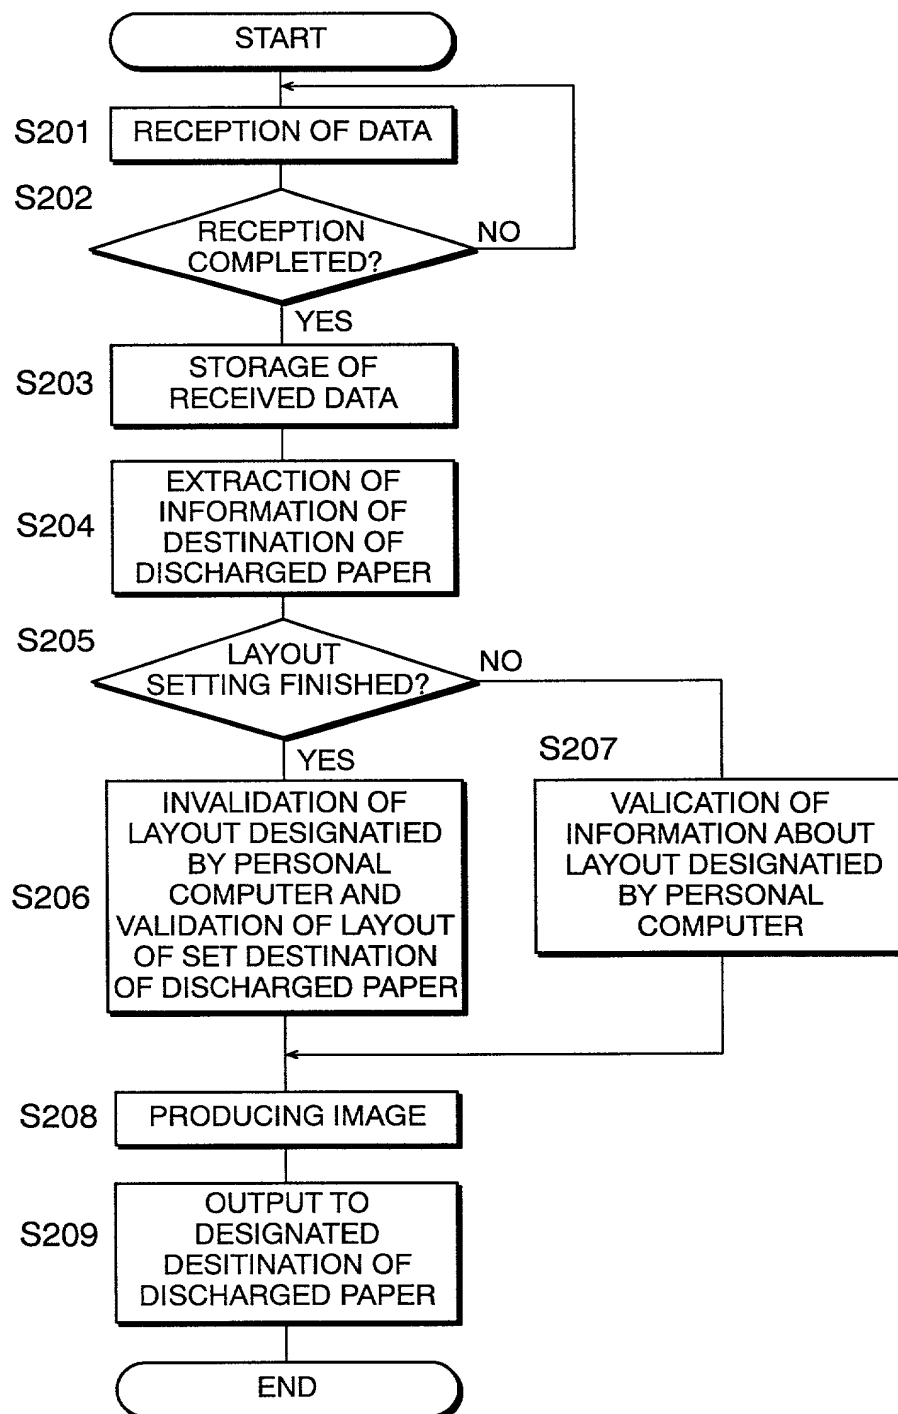 START
S201
RECEPTION OF DATA
S202
RECEPTION
COMPLETED?
NO
YES
S203
STORAGE OF
RECEIVED DATA
S204
EXTRACTION OF
INFORMATION OF
DESTINATION OF
DISCHARGED PAPER
S205
LAYOUT
SETTING FINISHED?
NO
YES
S206
INVALIDATION OF
LAYOUT DESIGNATIED
BY PERSONAL
COMPUTER AND
VALIDATION OF LAYOUT
OF SET DESTINATION
OF DISCHARGED PAPER
S207
VALICATION OF
INFORMATION ABOUT
LAYOUT DESIGNATIED
BY PERSONAL
COMPUTER
S208
PRODUCING IMAGE
S209
OUTPUT TO
DESIGNATED
DESITINATION OF
DISCHARGED PAPER
END